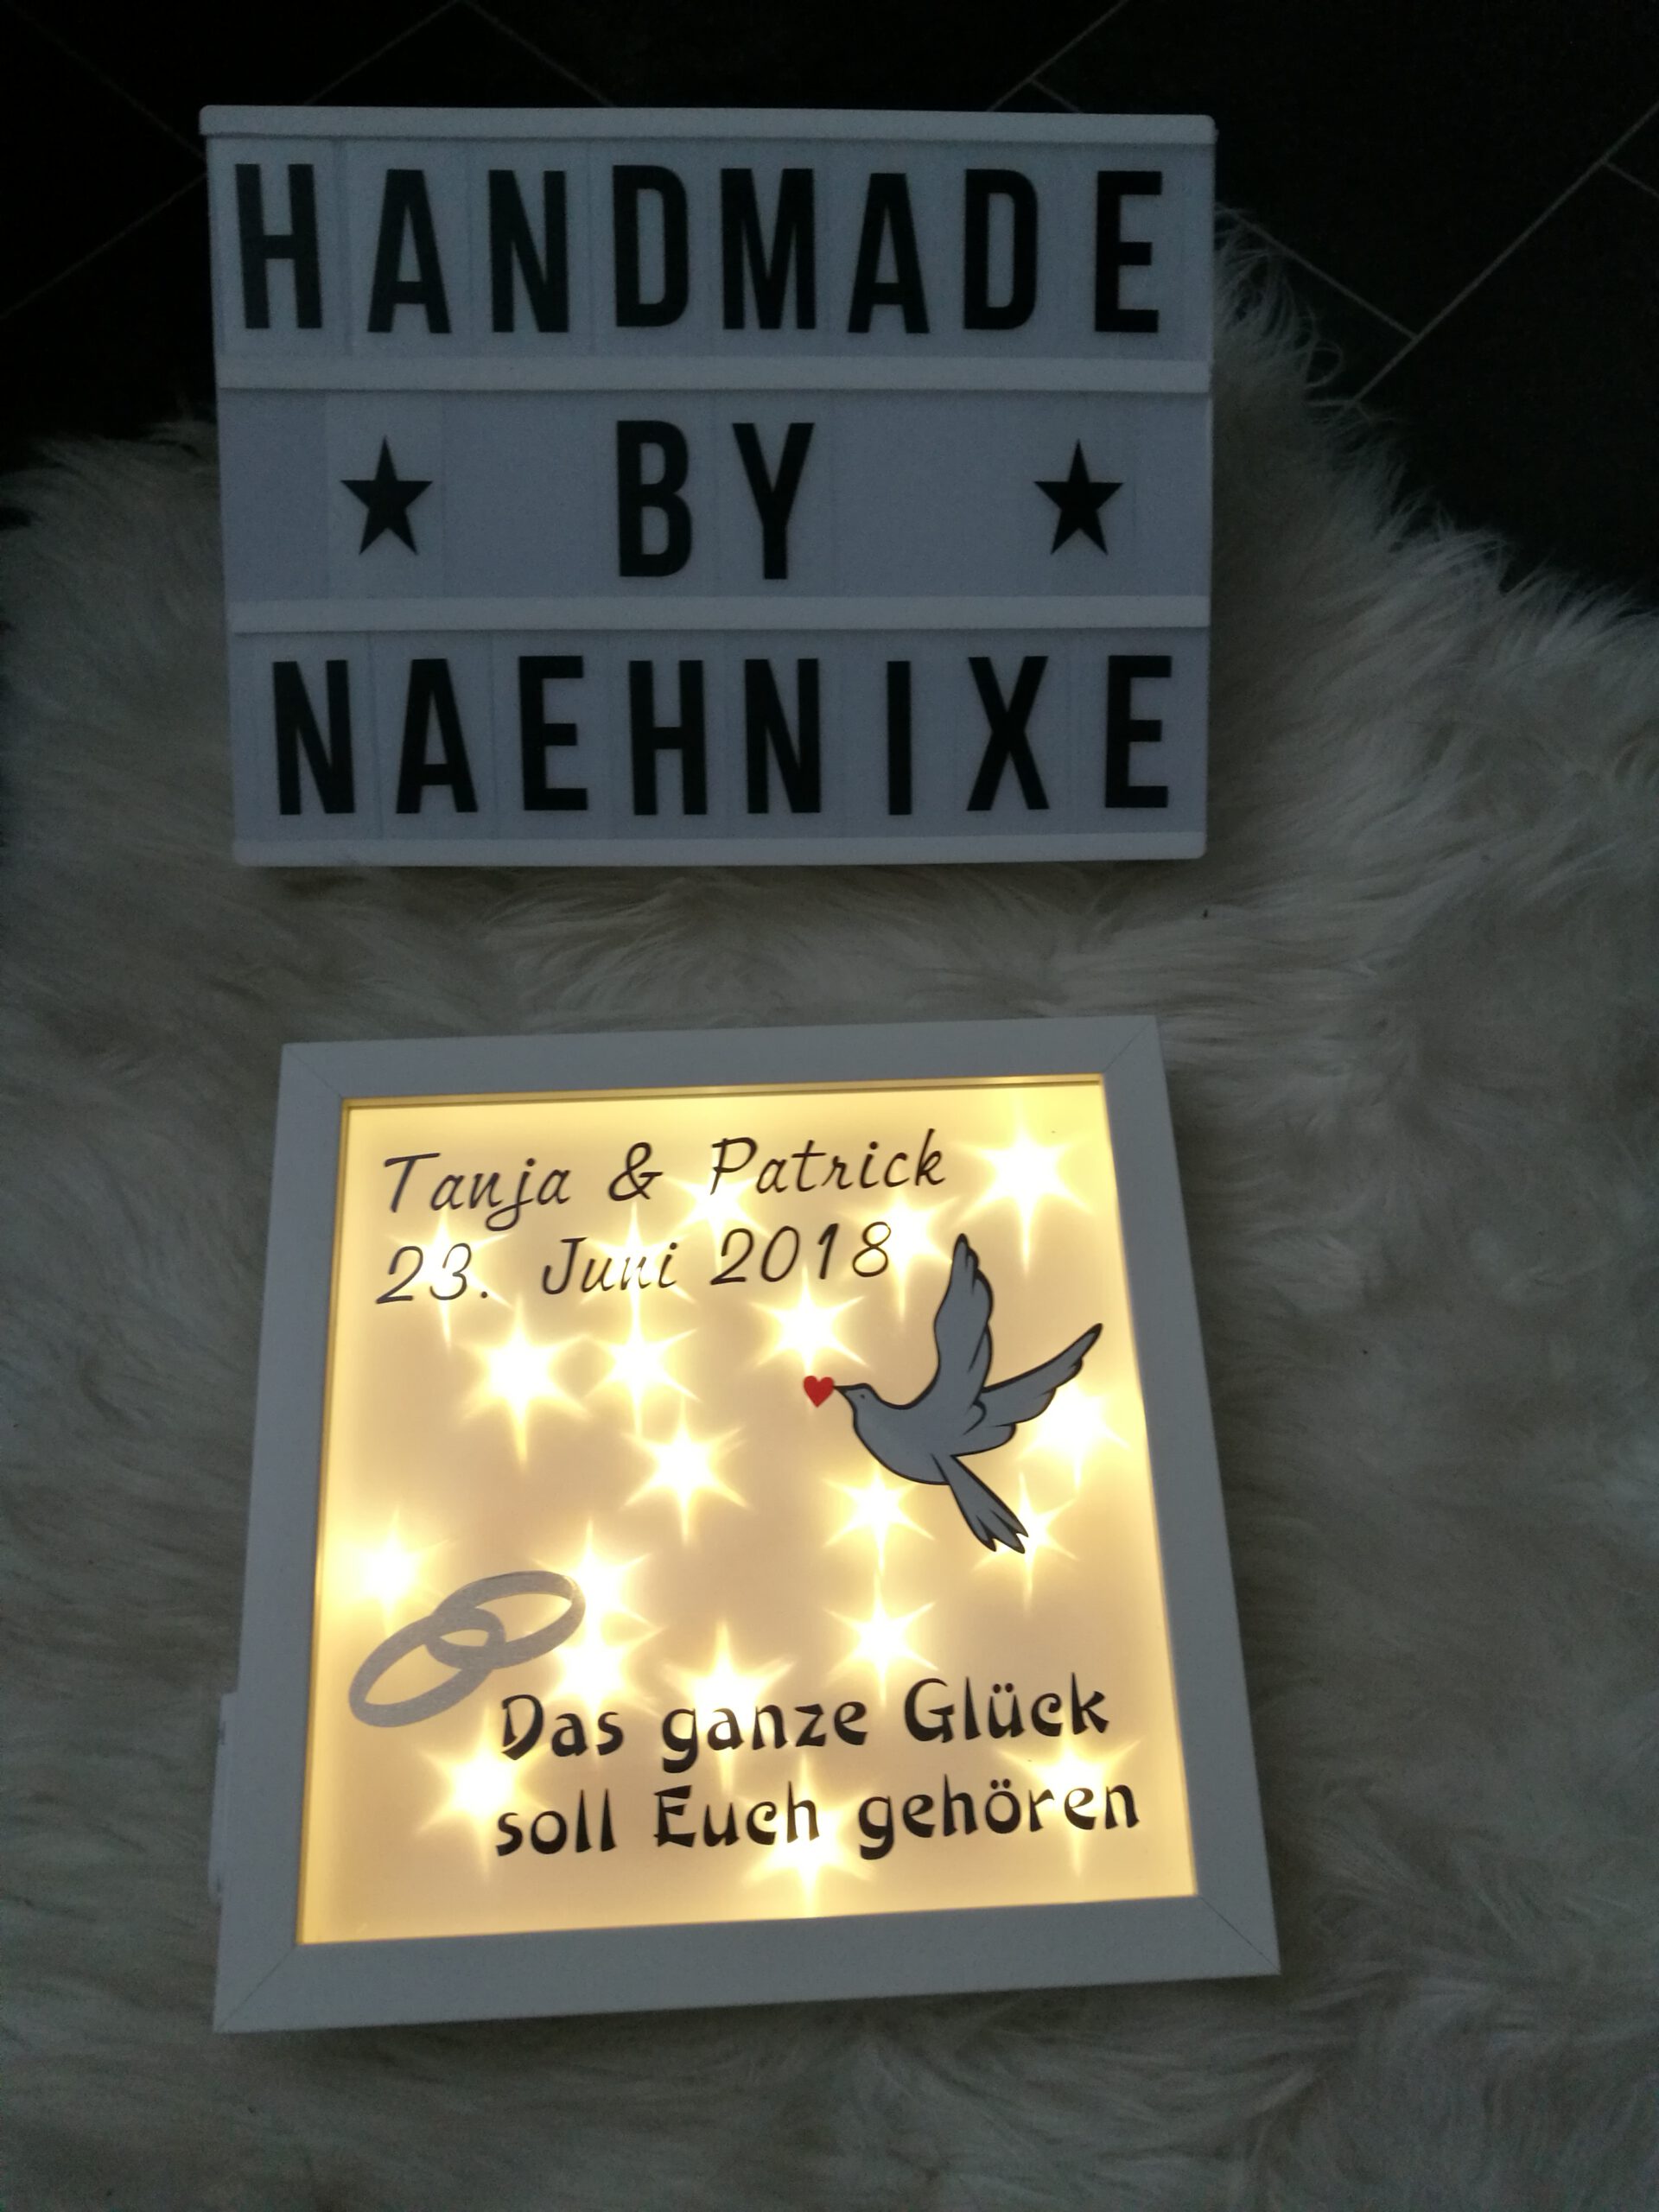 HANDMADE
★ BY ★
NAEHNIXE
Tanja & Patrick
23. Juni 2018
Das ganze Glück
soll Euch gehören